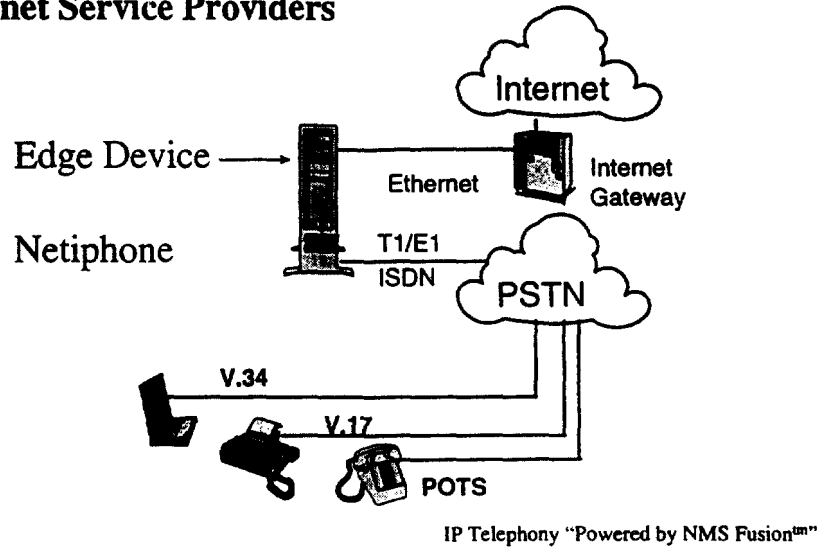 net Service Providers
Internet
Edge Device
Ethernet
Internet
Gateway
Netiphone
T1/E1
ISDN
PSTN
V.34
V.17
POTS
IP Telephony “Powered by NMS Fusiontm”